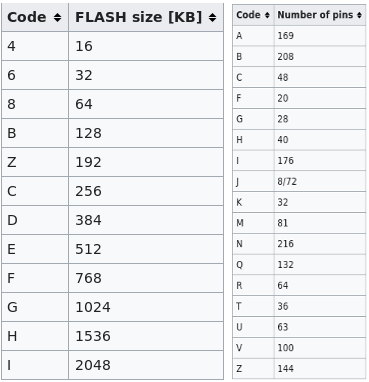 Code FLASH size [KB]
4 16
6 32
8 64
B 128
Z 192
C 256
D 384
E 512
F 768
G 1024
H 1536
I 2048
Code Number of pins
A 169
B 208
C 48
F 20
G 28
H 40
I 176
J 8/72
K 32
M 81
N 216
Q 132
R 64
T 36
U 63
V 100
Z 144